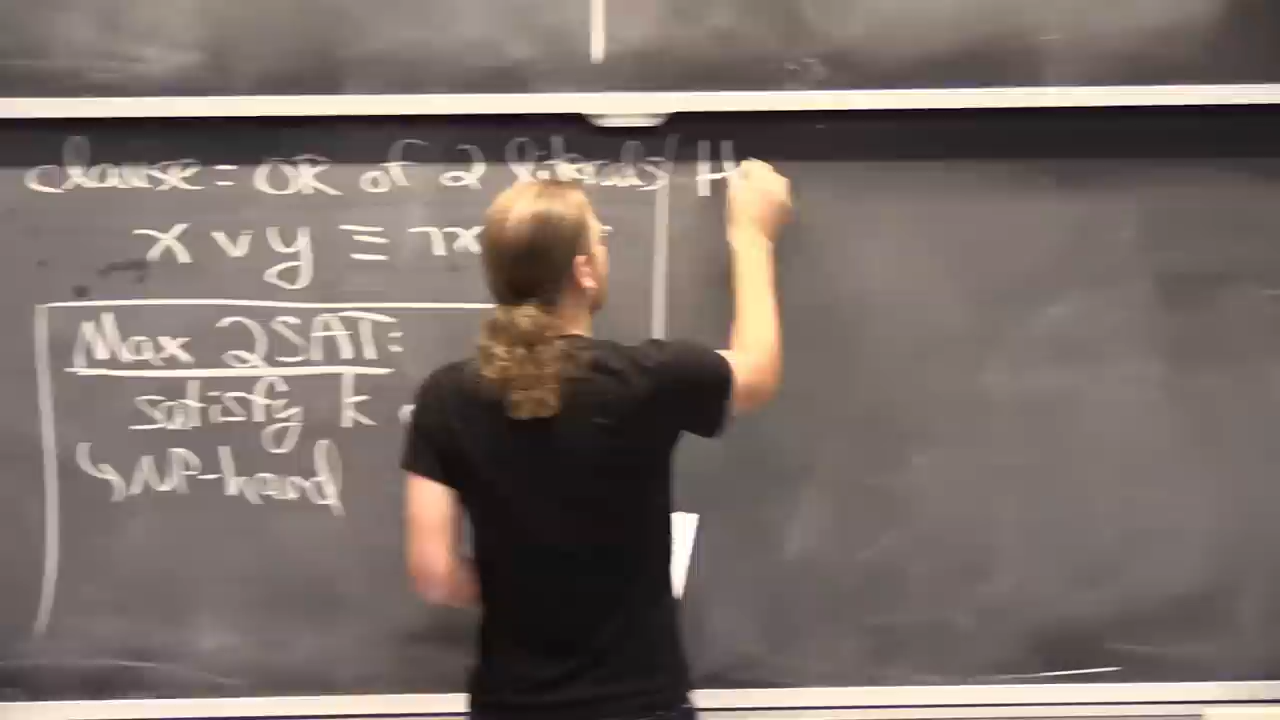 clause = OR of 2 literals
x ∨ y ≡ ¬x
Max 2SAT:
satisfy k
↳ NP-hard
H